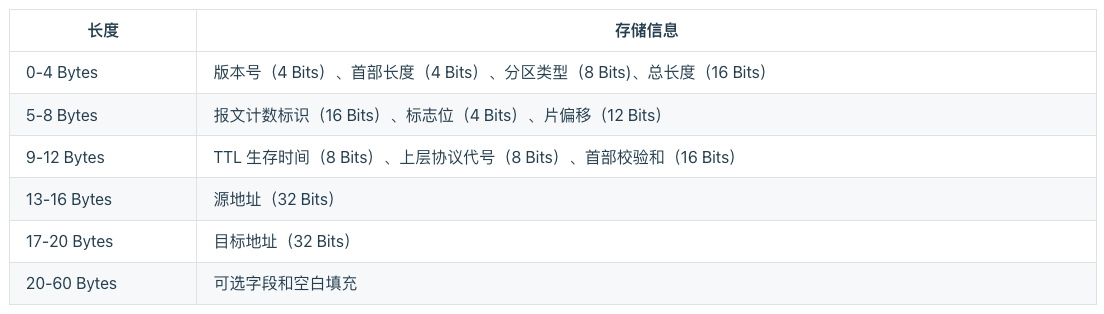 长度 存储信息
0-4 Bytes 版本号（4 Bits）、首部长度（4 Bits）、分区类型（8 Bits)、总长度（16 Bits）
5-8 Bytes 报文计数标识（16 Bits）、标志位（4 Bits）、片偏移（12 Bits）
9-12 Bytes TTL 生存时间（8 Bits）、上层协议代号（8 Bits）、首部校验和（16 Bits）
13-16 Bytes 源地址（32 Bits）
17-20 Bytes 目标地址（32 Bits）
20-60 Bytes 可选字段和空白填充